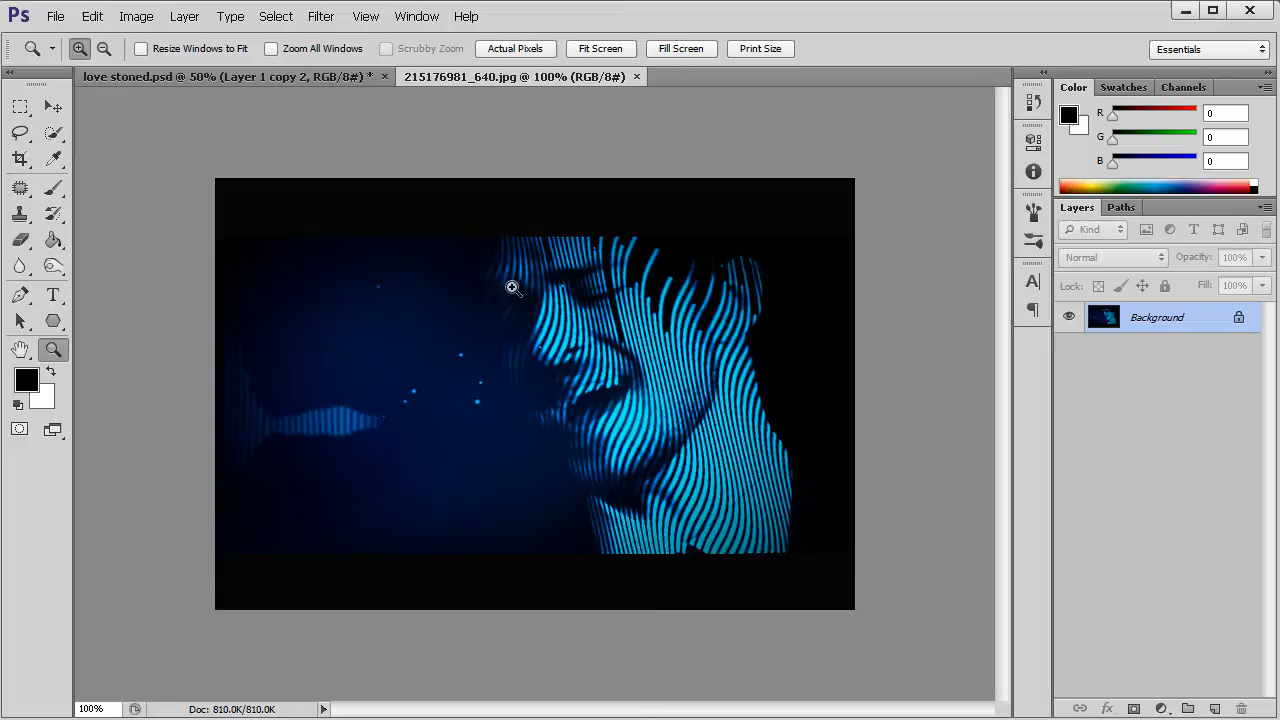 Ps File Edit Image Layer Type Select Filter View Window Help
Resize Windows to Fit Zoom All Windows Scrubby Zoom Actual Pixels Fit Screen Fill Screen Print Size Essentials
love stoned.psd @ 50% (Layer 1 copy 2, RGB/8#) * × 215176981_640.jpg @ 100% (RGB/8#) ×
Color Swatches Channels
R 0
G 0
B 0
Layers Paths
Kind
Normal Opacity: 100%
Lock: Fill: 100%
Background
100% Doc: 810.0K/810.0K